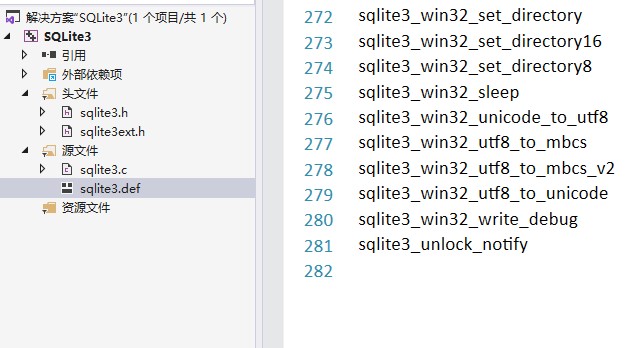 解决方案"SQLite3"(1 个项目/共 1 个)
SQLite3
引用
外部依赖项
头文件
sqlite3.h
sqlite3ext.h
源文件
sqlite3.c
sqlite3.def
资源文件
272 sqlite3_win32_set_directory
273 sqlite3_win32_set_directory16
274 sqlite3_win32_set_directory8
275 sqlite3_win32_sleep
276 sqlite3_win32_unicode_to_utf8
277 sqlite3_win32_utf8_to_mbcs
278 sqlite3_win32_utf8_to_mbcs_v2
279 sqlite3_win32_utf8_to_unicode
280 sqlite3_win32_write_debug
281 sqlite3_unlock_notify
282